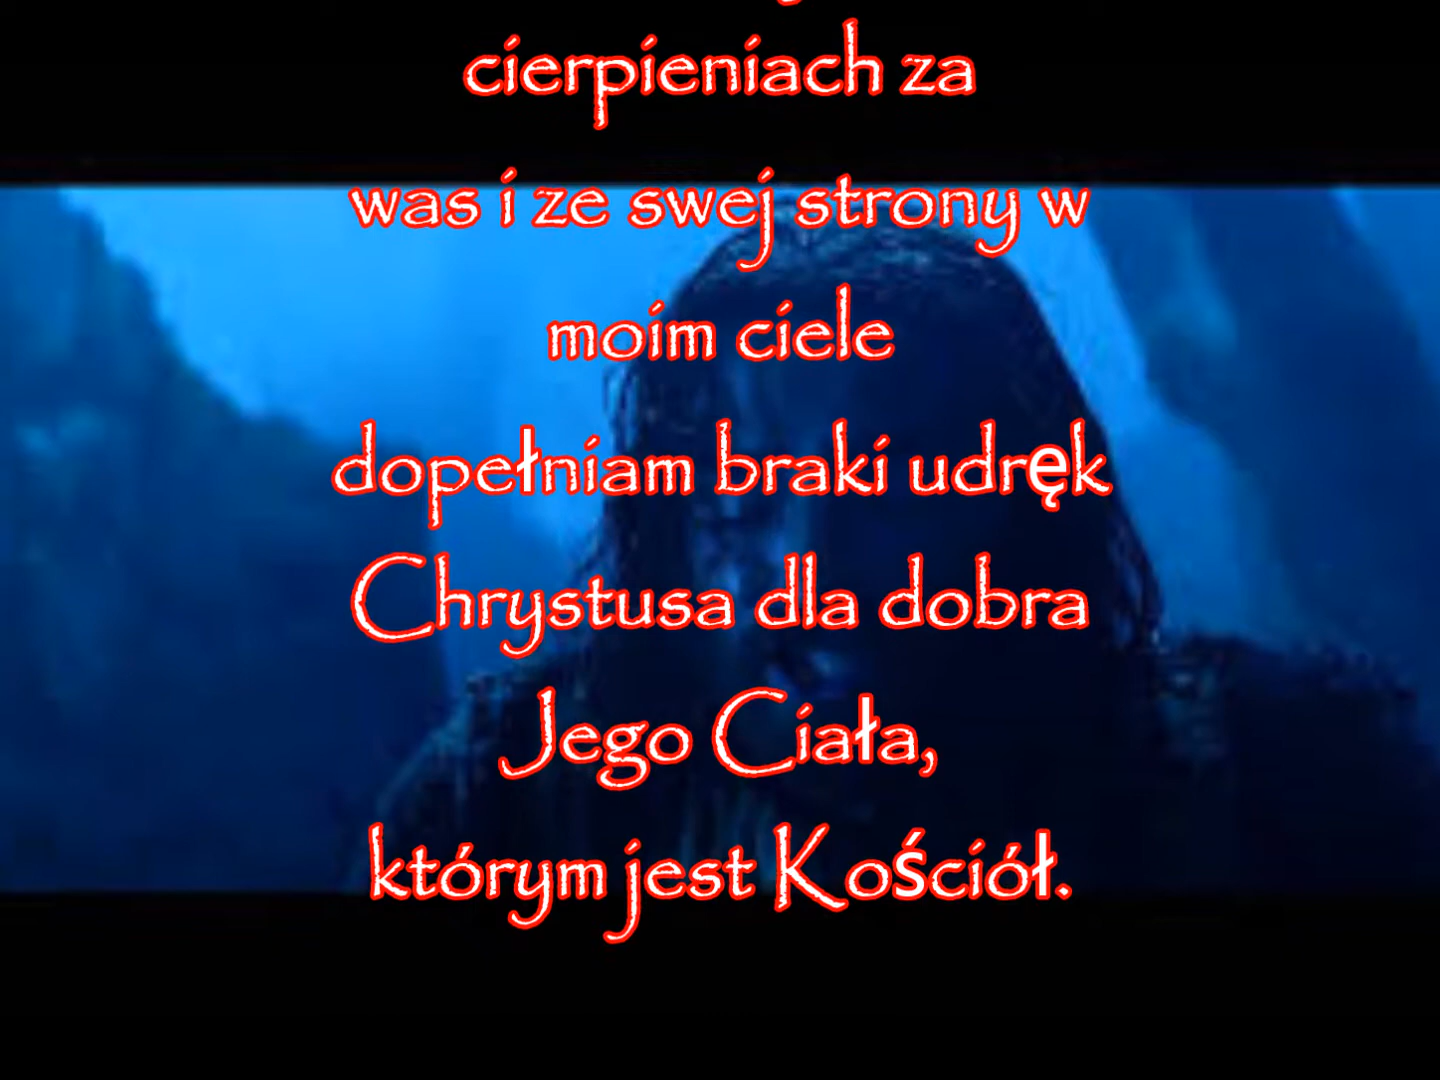 cierpieniach za
was i ze swej strony w
moim ciele
dopełniam braki udręk
Chrystusa dla dobra
Jego Ciała,
którym jest Kościół.